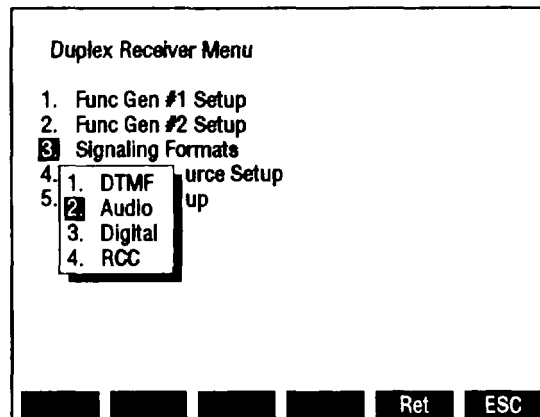 Duplex Receiver Menu
1. Func Gen #1 Setup
2. Func Gen #2 Setup
3. Signaling Formats
4. urce Setup
5. up
1. DTMF
2. Audio
3. Digital
4. RCC
Ret ESC